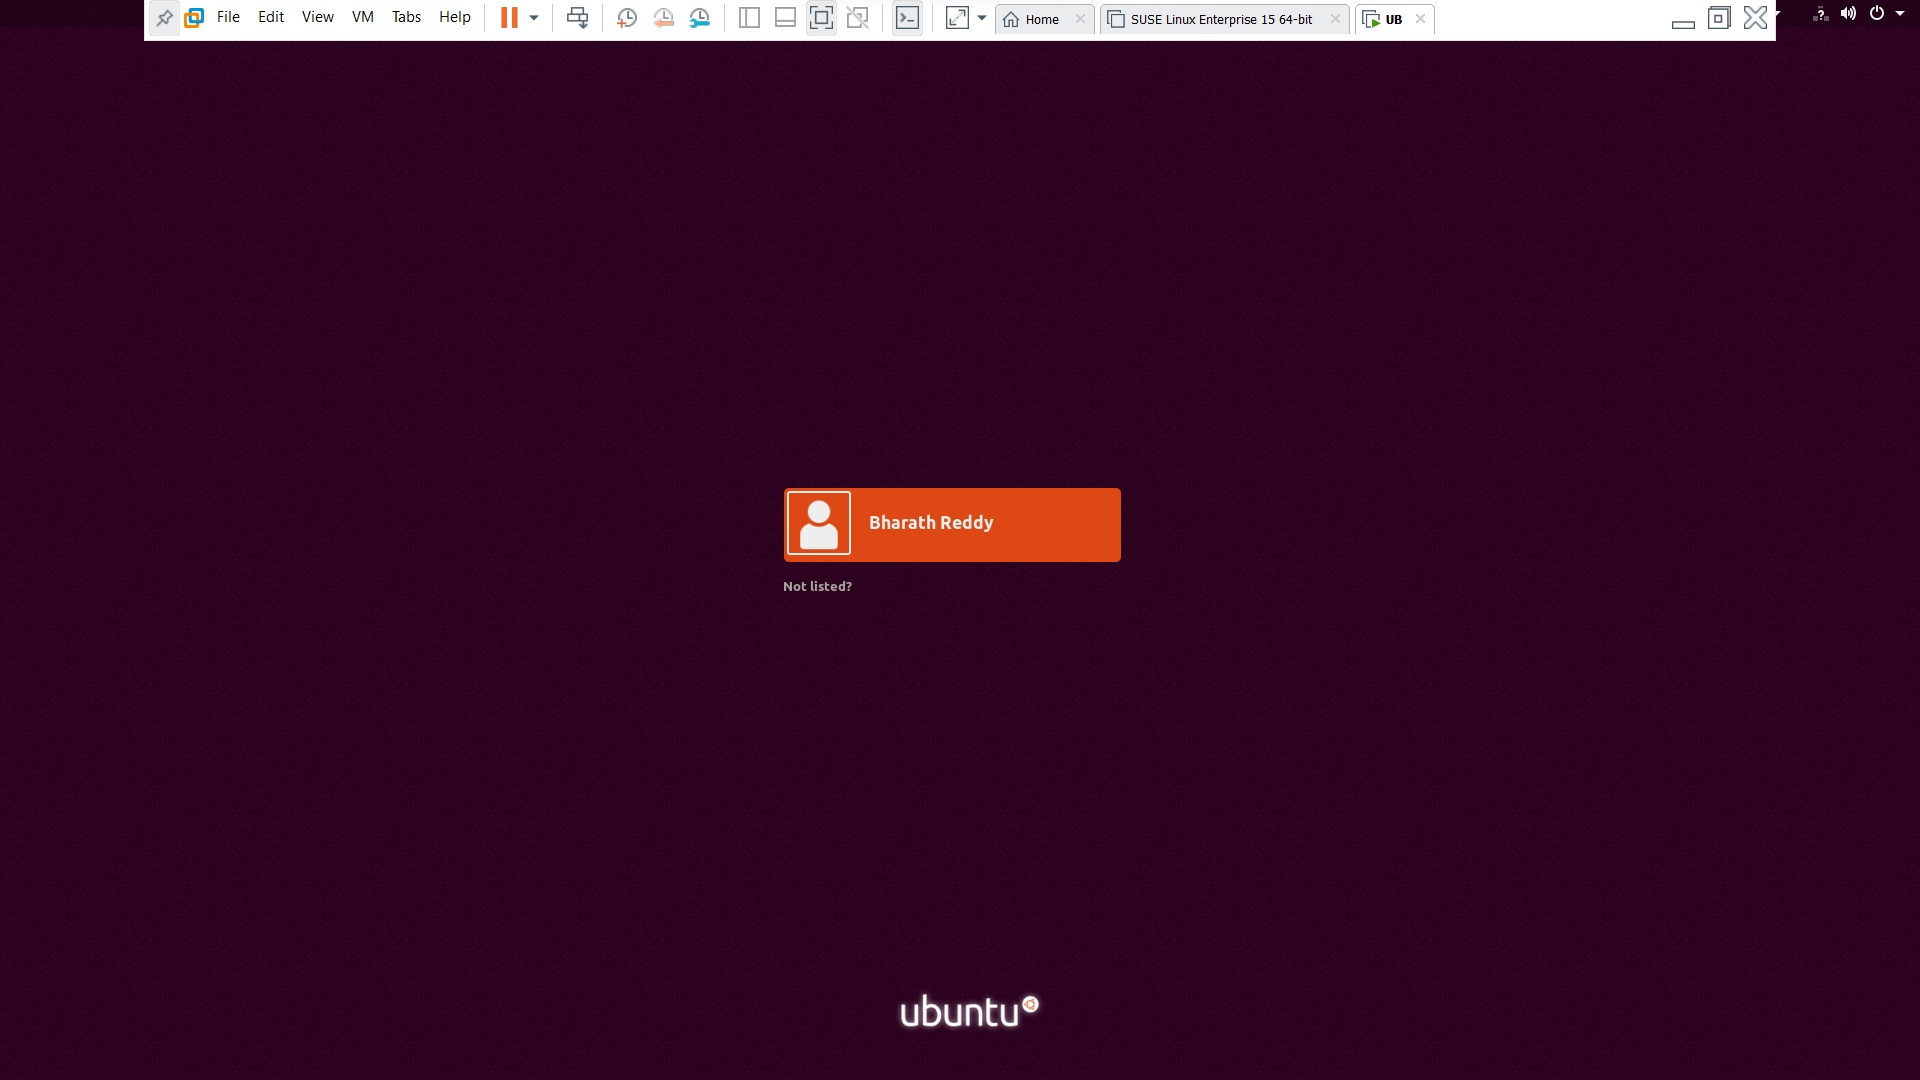 File Edit View VM Tabs Help Home SUSE Linux Enterprise 15 64-bit UB
Bharath Reddy
Not listed?
ubuntu